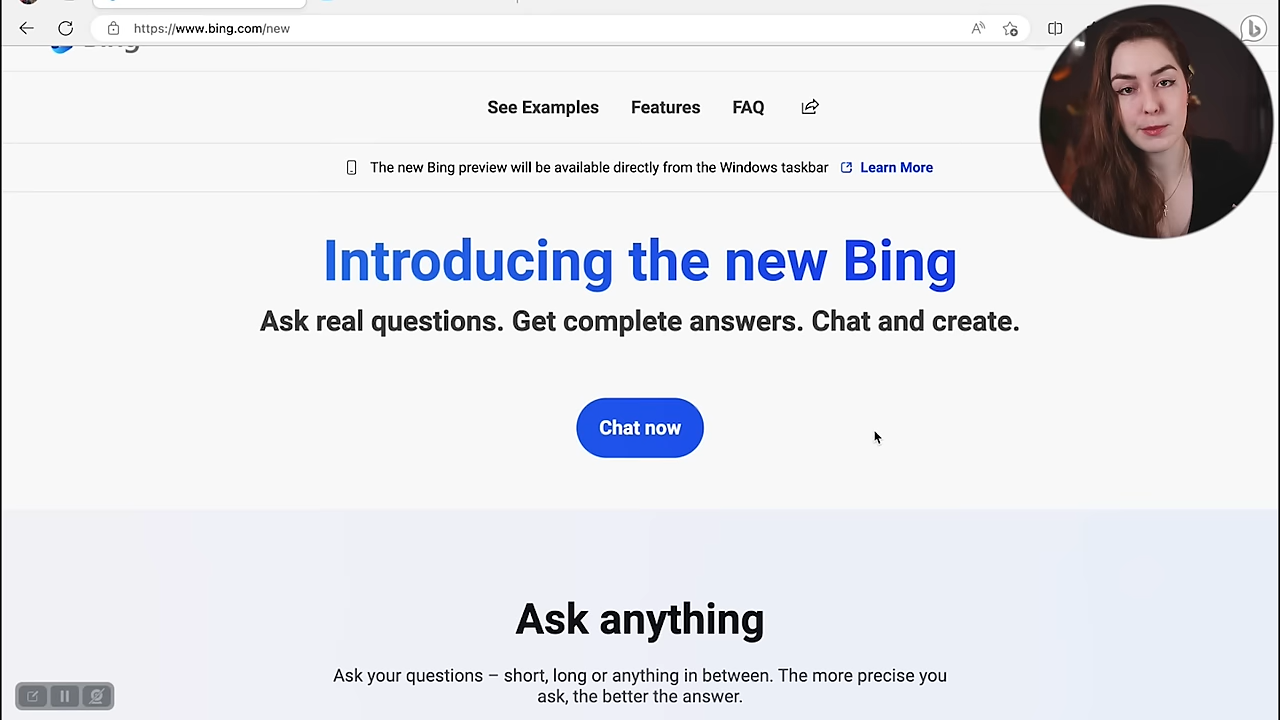 https://www.bing.com/new
Bing
See Examples Features FAQ
The new Bing preview will be available directly from the Windows taskbar Learn More
Introducing the new Bing
Ask real questions. Get complete answers. Chat and create.
Chat now
Ask anything
Ask your questions – short, long or anything in between. The more precise you
ask, the better the answer.